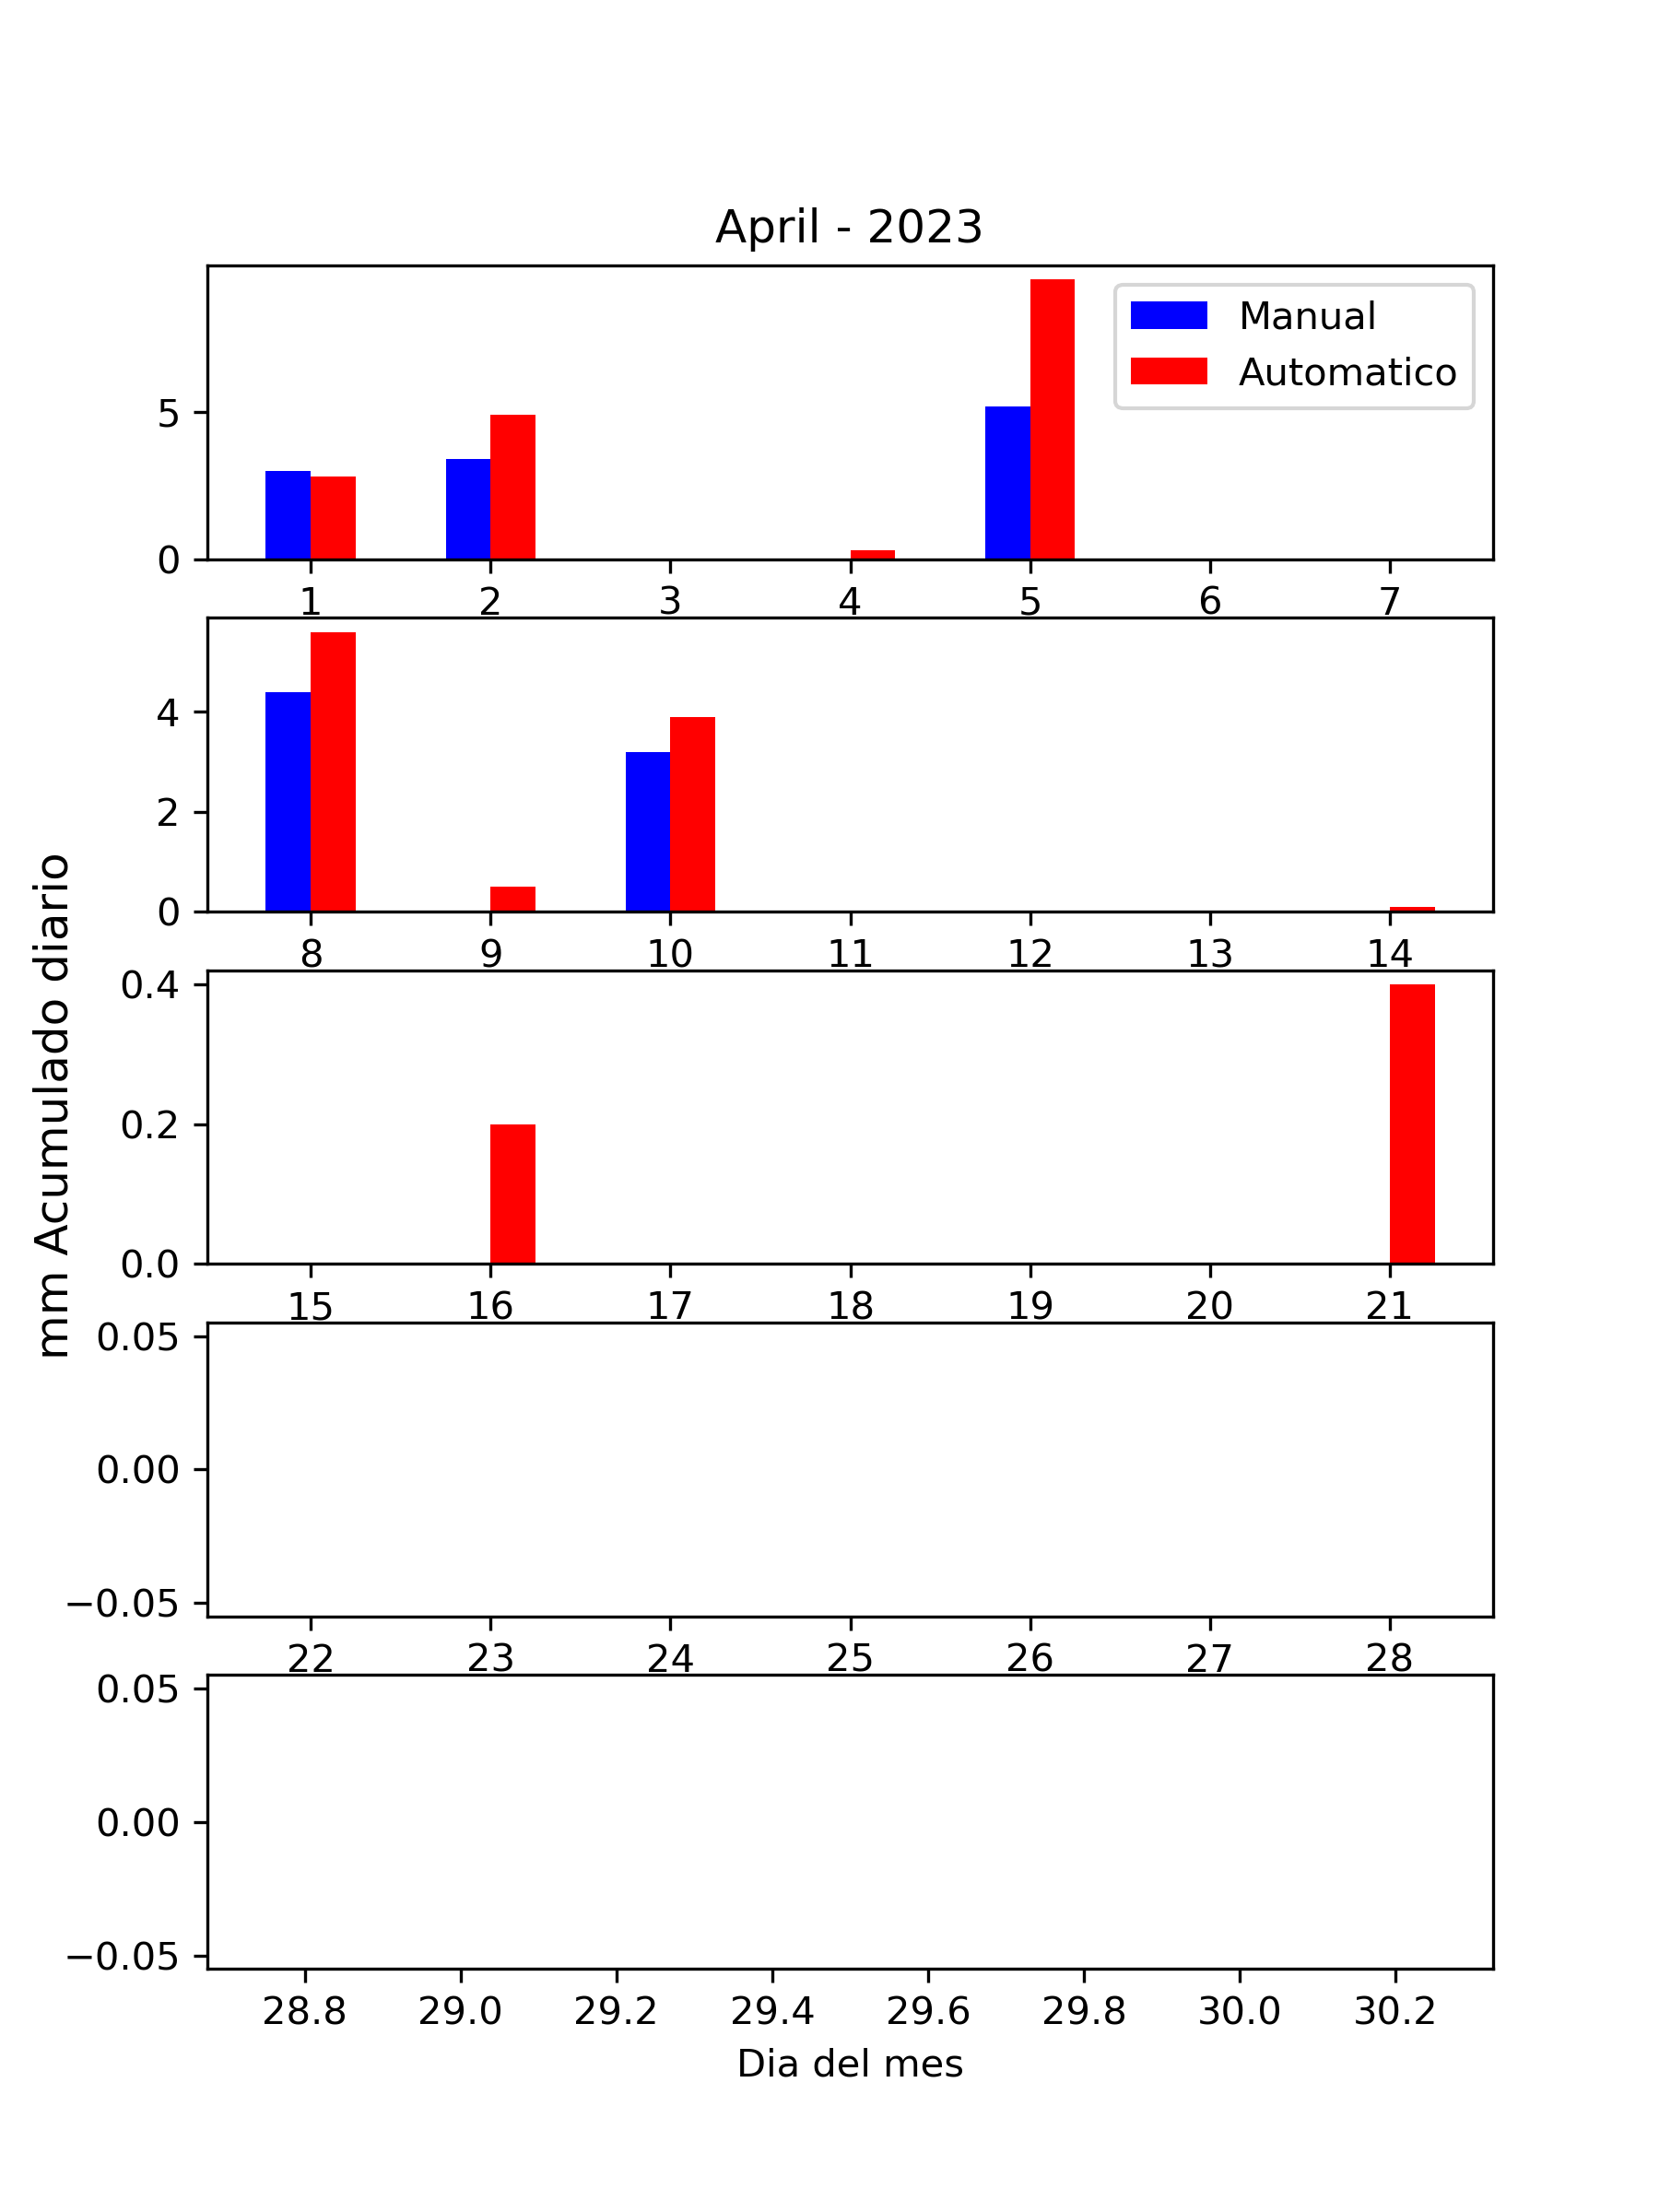 April - 2023
Manual
Automatico
5
0
1 2 3 4 5 6 7
4
2
0
8 9 10 11 12 13 14
mm Acumulado diario
0.4
0.2
0.0
15 16 17 18 19 20 21
0.05
0.00
−0.05
22 23 24 25 26 27 28
0.05
0.00
−0.05
28.8 29.0 29.2 29.4 29.6 29.8 30.0 30.2
Dia del mes